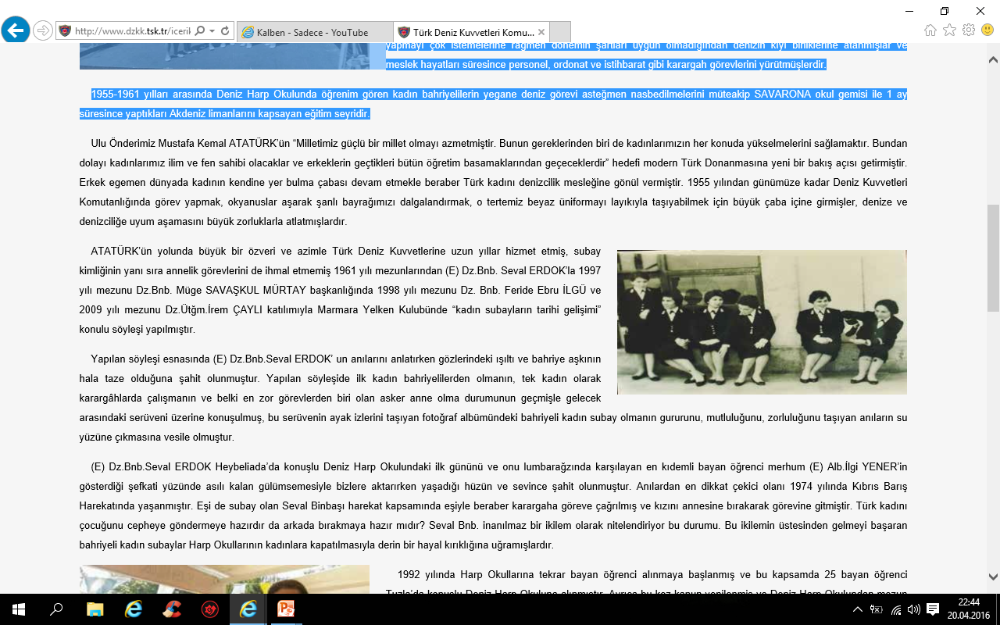 http://www.dzkk.tsk.tr/icerik
Kalben - Sadece - YouTube
Türk Deniz Kuvvetleri Komu...
yapmayı çok istemelerine rağmen dönemin şartları uygun olmadığından denizin kıyı birliklerine atanmışlar ve
meslek hayatları süresince personel, ordonat ve istihbarat gibi karargah görevlerini yürütmüşlerdir.
1955-1961 yılları arasında Deniz Harp Okulunda öğrenim gören kadın bahriyelilerin yegane deniz görevi asteğmen nasbedilmelerini müteakip SAVARONA okul gemisi ile 1 ay
süresince yaptıkları Akdeniz limanlarını kapsayan eğitim seyridir.
Ulu Önderimiz Mustafa Kemal ATATÜRK'ün “Milletimiz güçlü bir millet olmayı azmetmiştir. Bunun gereklerinden biri de kadınlarımızın her konuda yükselmelerini sağlamaktır. Bundan
dolayı kadınlarımız ilim ve fen sahibi olacaklar ve erkeklerin geçtikleri bütün öğretim basamaklarından geçeceklerdir” hedefi modern Türk Donanmasına yeni bir bakış açısı getirmiştir.
Erkek egemen dünyada kadının kendine yer bulma çabası devam etmekle beraber Türk kadını denizcilik mesleğine gönül vermiştir. 1955 yılından günümüze kadar Deniz Kuvvetleri
Komutanlığında görev yapmak, okyanuslar aşarak şanlı bayrağımızı dalgalandırmak, o tertemiz beyaz üniformayı layıkıyla taşıyabilmek için büyük çaba içine girmişler, denize ve
denizciliğe uyum aşamasını büyük zorluklarla atlatmışlardır.
ATATÜRK'ün yolunda büyük bir özveri ve azimle Türk Deniz Kuvvetlerine uzun yıllar hizmet etmiş, subay
kimliğinin yanı sıra annelik görevlerini de ihmal etmemiş 1961 yılı mezunlarından (E) Dz.Bnb. Seval ERDOK'la 1997
yılı mezunu Dz.Bnb. Müge SAVAŞKUL MÜRTAY başkanlığında 1998 yılı mezunu Dz. Bnb. Feride Ebru İLGÜ ve
2009 yılı mezunu Dz.Ütğm.İrem ÇAYLI katılımıyla Marmara Yelken Kulubünde “kadın subayların tarihi gelişimi”
konulu söyleşi yapılmıştır.
Yapılan söyleşi esnasında (E) Dz.Bnb.Seval ERDOK' un anılarını anlatırken gözlerindeki ışıltı ve bahriye aşkının
hala taze olduğuna şahit olunmuştur. Yapılan söyleşide ilk kadın bahriyelilerden olmanın, tek kadın olarak
karargâhlarda çalışmanın ve belki en zor görevlerden biri olan asker anne olma durumunun geçmişle gelecek
arasındaki serüveni üzerine konuşulmuş, bu serüvenin ayak izlerini taşıyan fotoğraf albümündeki bahriyeli kadın subay olmanın gururunu, mutluluğunu, zorluluğunu taşıyan anıların su
yüzüne çıkmasına vesile olmuştur.
(E) Dz.Bnb.Seval ERDOK Heybeliada'da konuşlu Deniz Harp Okulundaki ilk gününü ve onu lumbarağzında karşılayan en kıdemli bayan öğrenci merhum (E) Alb.İlgi YENER'in
gösterdiği şefkati yüzünde asılı kalan gülümsemesiyle bizlere aktarırken yaşadığı hüzün ve sevince şahit olunmuştur. Anılardan en dikkat çekici olanı 1974 yılında Kıbrıs Barış
Harekatında yaşanmıştır. Eşi de subay olan Seval Binbaşı harekat kapsamında eşiyle beraber karargaha göreve çağrılmış ve kızını annesine bırakarak görevine gitmiştir. Türk kadını
çocuğunu cepheye göndermeye hazırdır da arkada bırakmaya hazır mıdır? Seval Bnb. inanılmaz bir ikilem olarak nitelendiriyor bu durumu. Bu ikilemin üstesinden gelmeyi başaran
bahriyeli kadın subaylar Harp Okullarının kadınlara kapatılmasıyla derin bir hayal kırıklığına uğramışlardır.
1992 yılında Harp Okullarına tekrar bayan öğrenci alınmaya başlanmış ve bu kapsamda 25 bayan öğrenci
Tuzla'da konuşlu Deniz Harp Okuluna alınmıştır. Ayrıca bu kez kanun yenilenmiş ve Deniz Harp Okulundan mezun
22:44
20.04.2016